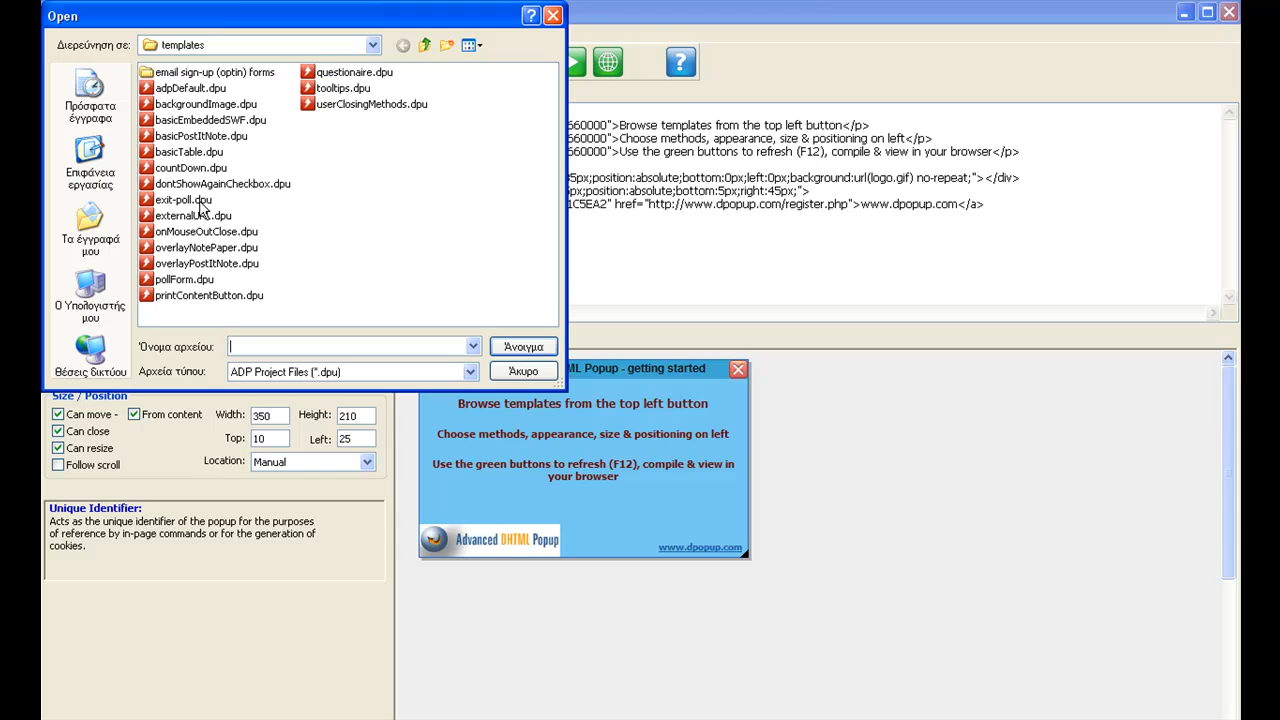 Open
Διερεύνηση σε:
templates
Πρόσφατα
έγγραφα
Επιφάνεια
εργασίας
Τα έγγραφά
μου
Ο Υπολογιστής
μου
Θέσεις δικτύου
email sign-up (optin) forms
adpDefault.dpu
backgroundImage.dpu
basicEmbeddedSWF.dpu
basicPostItNote.dpu
basicTable.dpu
countDown.dpu
dontShowAgainCheckbox.dpu
exit-poll.dpu
onMouseOutClose.dpu
overlayNotePaper.dpu
overlayPostItNote.dpu
pollForm.dpu
printContentButton.dpu
questionaire.dpu
tooltips.dpu
userClosingMethods.dpu
Όνομα αρχείου:
Άνοιγμα
Αρχεία τύπου:
ADP Project Files (*.dpu)
Άκυρο
660000">Browse templates from the top left button</p>
660000">Choose methods, appearance, size & positioning on left</p>
660000">Use the green buttons to refresh (F12), compile & view in your browser</p>
5px;position:absolute;bottom:0px;left:0px;background:url(logo.gif) no-repeat;"></div>
px;position:absolute;bottom:5px;right:45px;">
1C5EA2" href="http://www.dpopup.com/register.php">www.dpopup.com</a>
Size / Position
Can move -
From content
Width:
350
Height:
210
Can close
Top:
10
Left:
25
Can resize
Follow scroll
Location:
Manual
Unique Identifier:
Acts as the unique identifier of the popup for the purposes
of reference by in-page commands or for the generation of
cookies.
ML Popup - getting started
Browse templates from the top left button
Choose methods, appearance, size & positioning on left
Use the green buttons to refresh (F12), compile & view in
your browser
Advanced DHTML Popup
www.dpopup.com